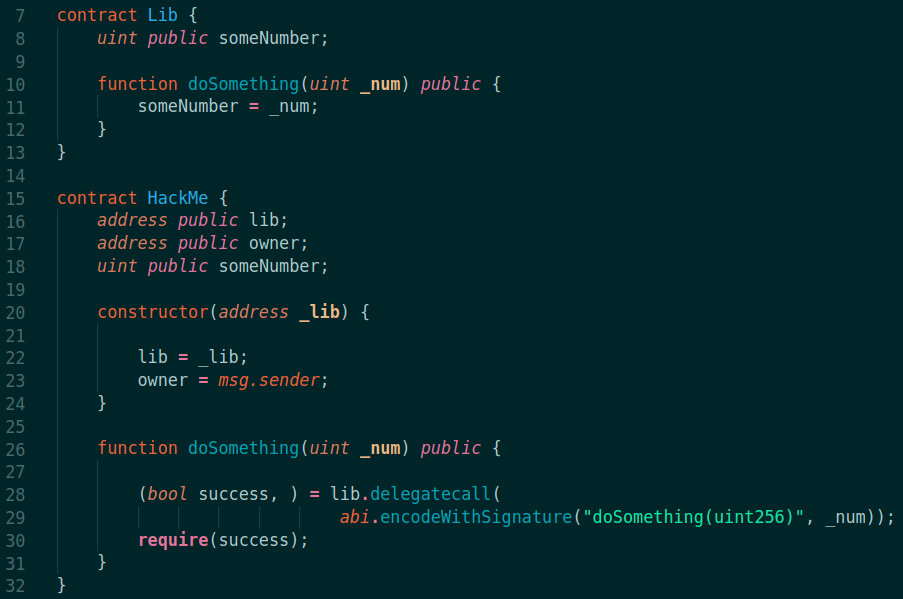 7 contract Lib {
8 uint public someNumber;
9
10 function doSomething(uint _num) public {
11 someNumber = _num;
12 }
13 }
14
15 contract HackMe {
16 address public lib;
17 address public owner;
18 uint public someNumber;
19
20 constructor(address _lib) {
21
22 lib = _lib;
23 owner = msg.sender;
24 }
25
26 function doSomething(uint _num) public {
27
28 (bool success, ) = lib.delegatecall(
29 abi.encodeWithSignature("doSomething(uint256)", _num));
30 require(success);
31 }
32 }